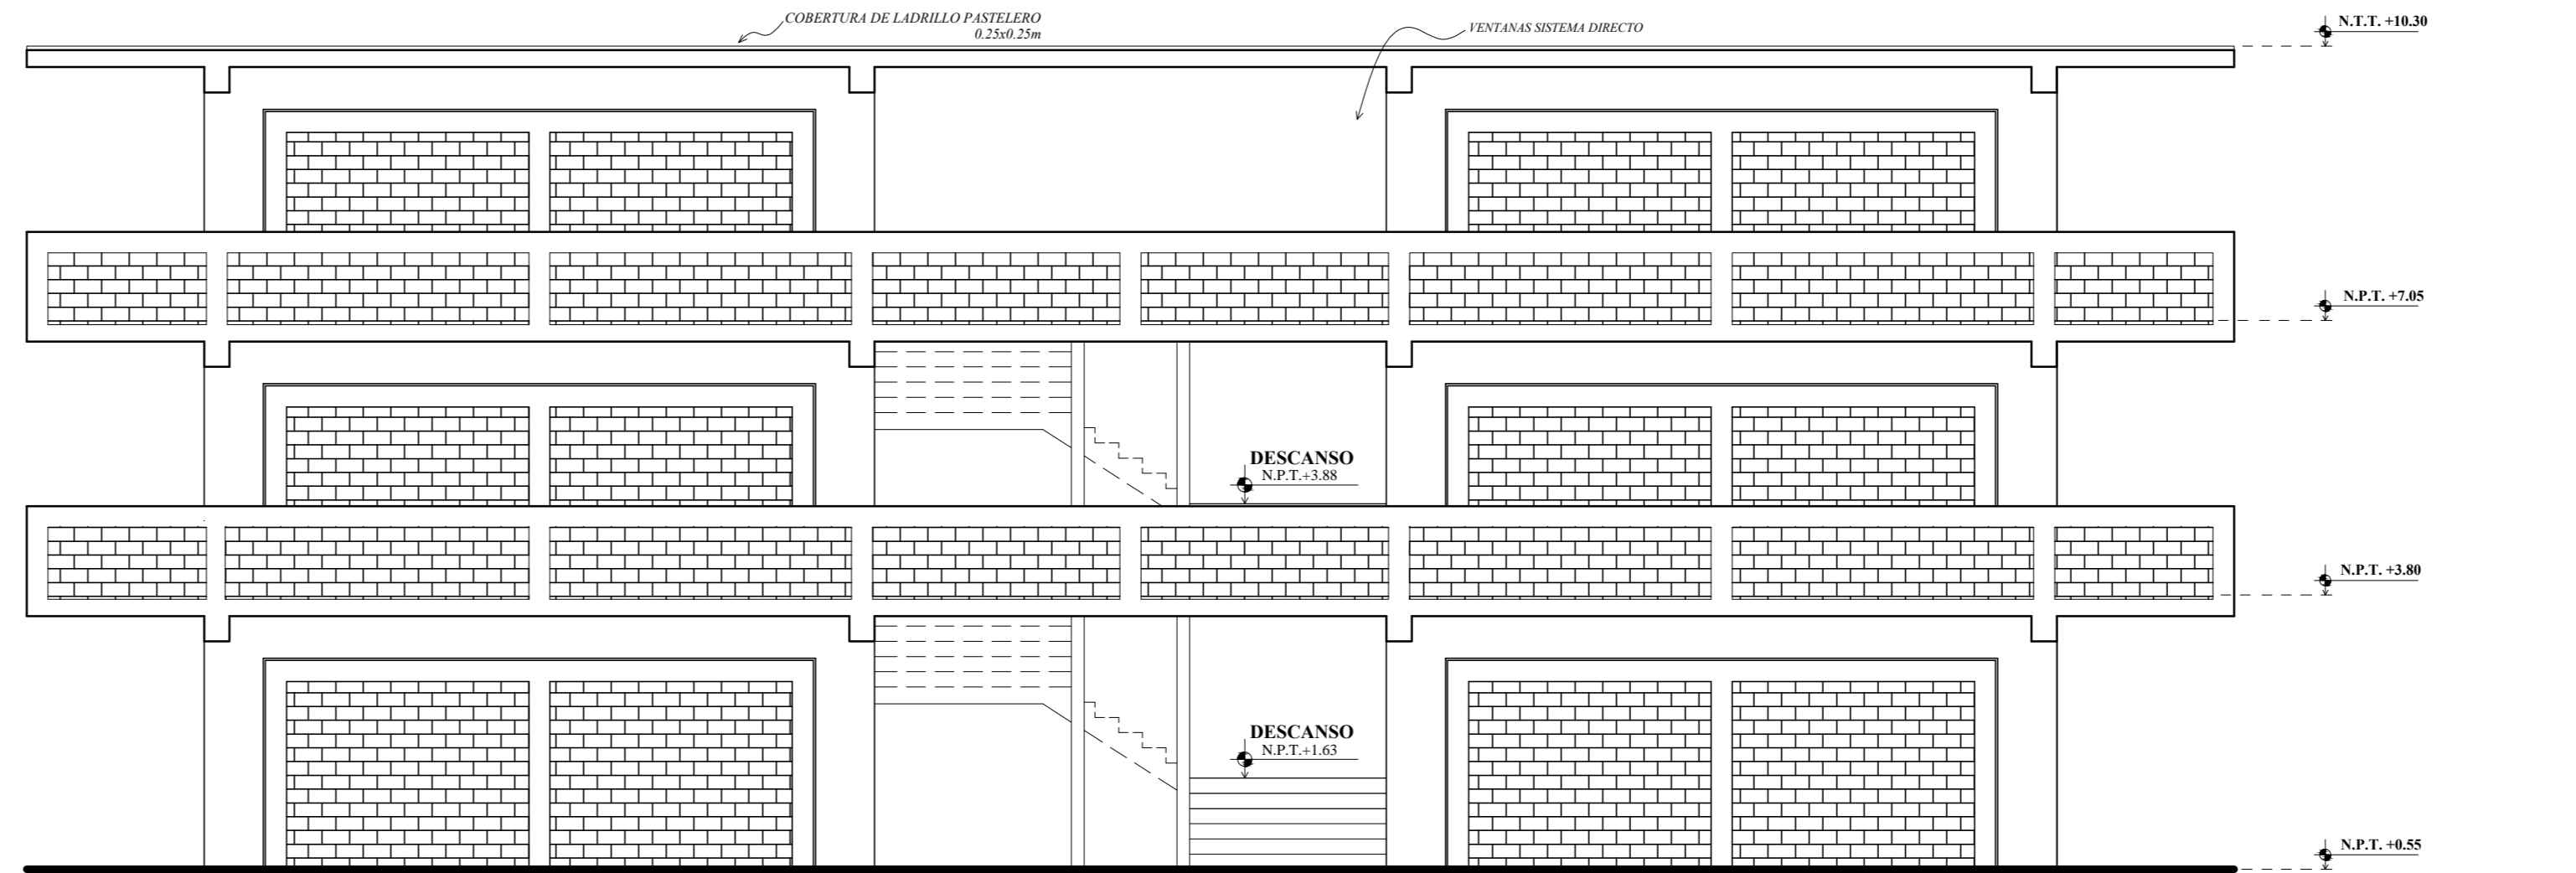 COBERTURA DE LADRILLO PASTELERO
0.25x0.25m
VENTANAS SISTEMA DIRECTO
N.T.T. +10.30
N.P.T. +7.05
DESCANSO
N.P.T.+3.88
N.P.T. +3.80
DESCANSO
N.P.T.+1.63
N.P.T. +0.55